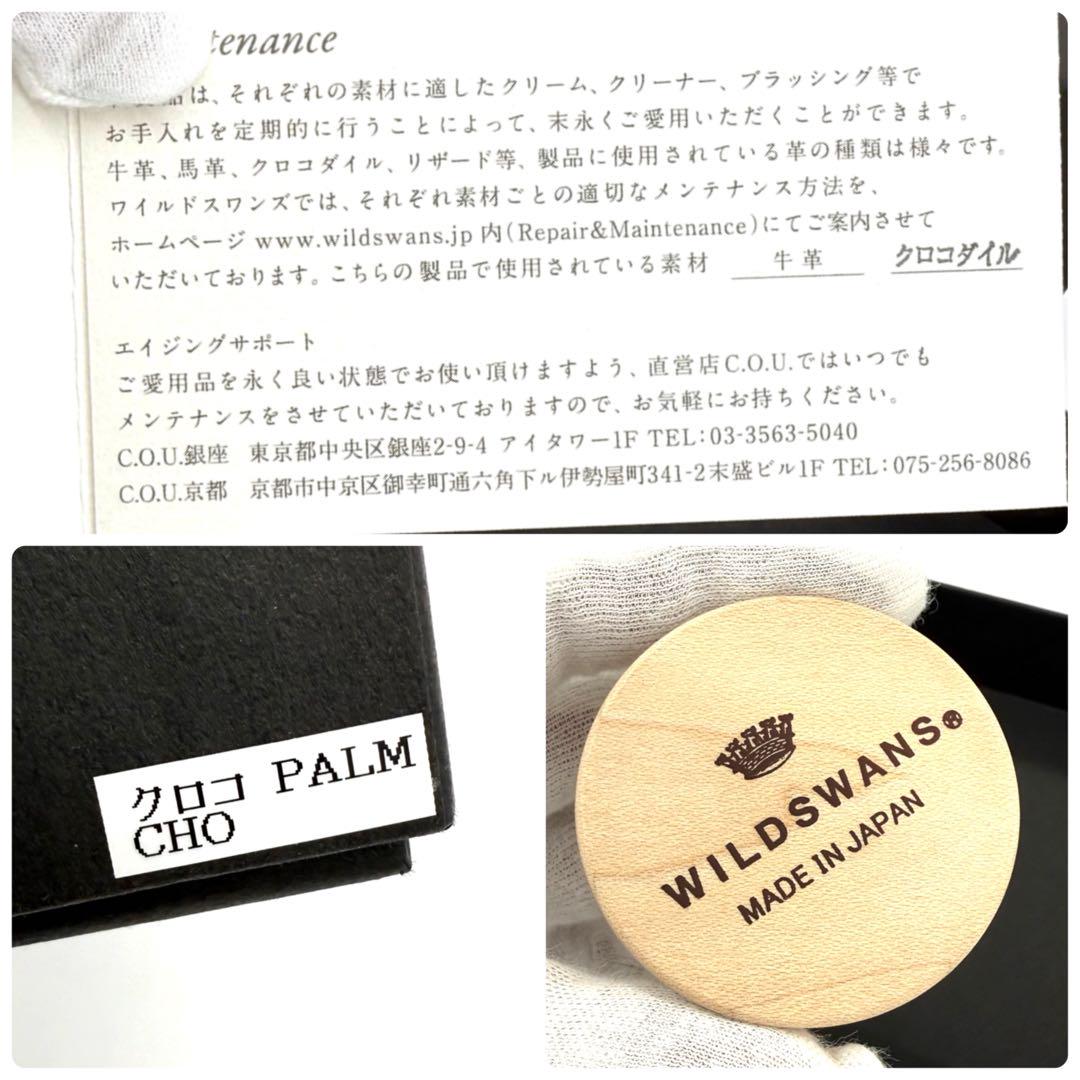 tenance
品は、それぞれの素材に適したクリーム、クリーナー、ブラッシング等で
お手入れを定期的に行うことによって、末永くご愛用いただくことができます。
牛革、馬革、クロコダイル、リザード等、製品に使用されている革の種類は様々です。
ワイルドスワンズでは、それぞれ素材ごとの適切なメンテナンス方法を、
ホームページ www.wildswans.jp 内(Repair&Maintenance)にてご案内させて
いただいております。こちらの製品で使用されている素材 牛革 クロコダイル
エイジングサポート
ご愛用品を永く良い状態でお使い頂けますよう、直営店C.O.U.ではいつでも
メンテナンスをさせていただいておりますので、お気軽にお持ちください。
C.O.U.銀座 東京都中央区銀座2-9-4 アイタワー1F TEL:03-3563-5040
C.O.U.京都 京都市中京区御幸町通六角下ル伊勢屋町341-2末盛ビル1F TEL:075-256-8086
クロコ PALM
CHO
WILDSWANS®
MADE IN JAPAN